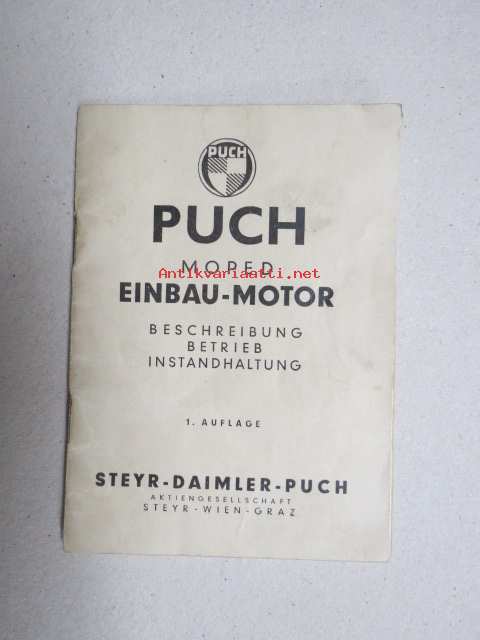 PUCH
PUCH
MOPED
Antikvariaatti.net
EINBAU-MOTOR
BESCHREIBUNG
BETRIEB
INSTANDHALTUNG
1. AUFLAGE
STEYR-DAIMLER-PUCH
AKTIENGESELLSCHAFT
STEYR-WIEN-GRAZ